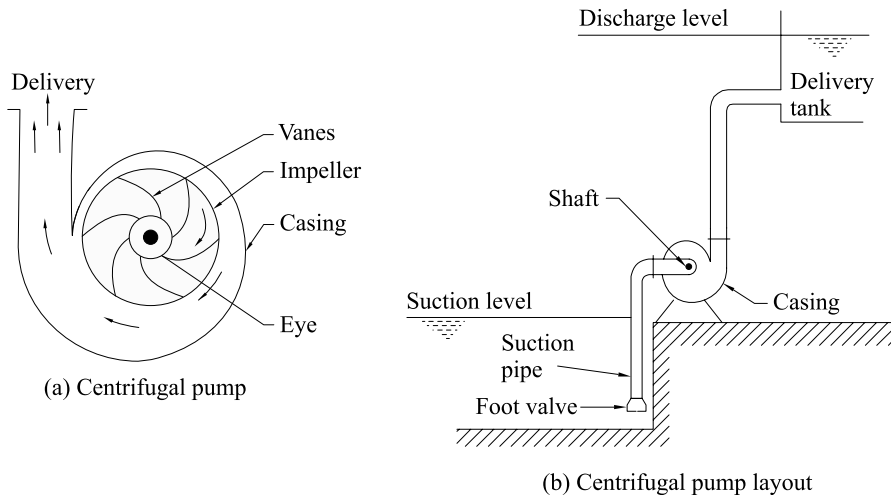 Delivery
Vanes
Impeller
Casing
Eye
(a) Centrifugal pump
Discharge level
Delivery
tank
Shaft
Suction level
Casing
Suction
pipe
Foot valve
(b) Centrifugal pump layout